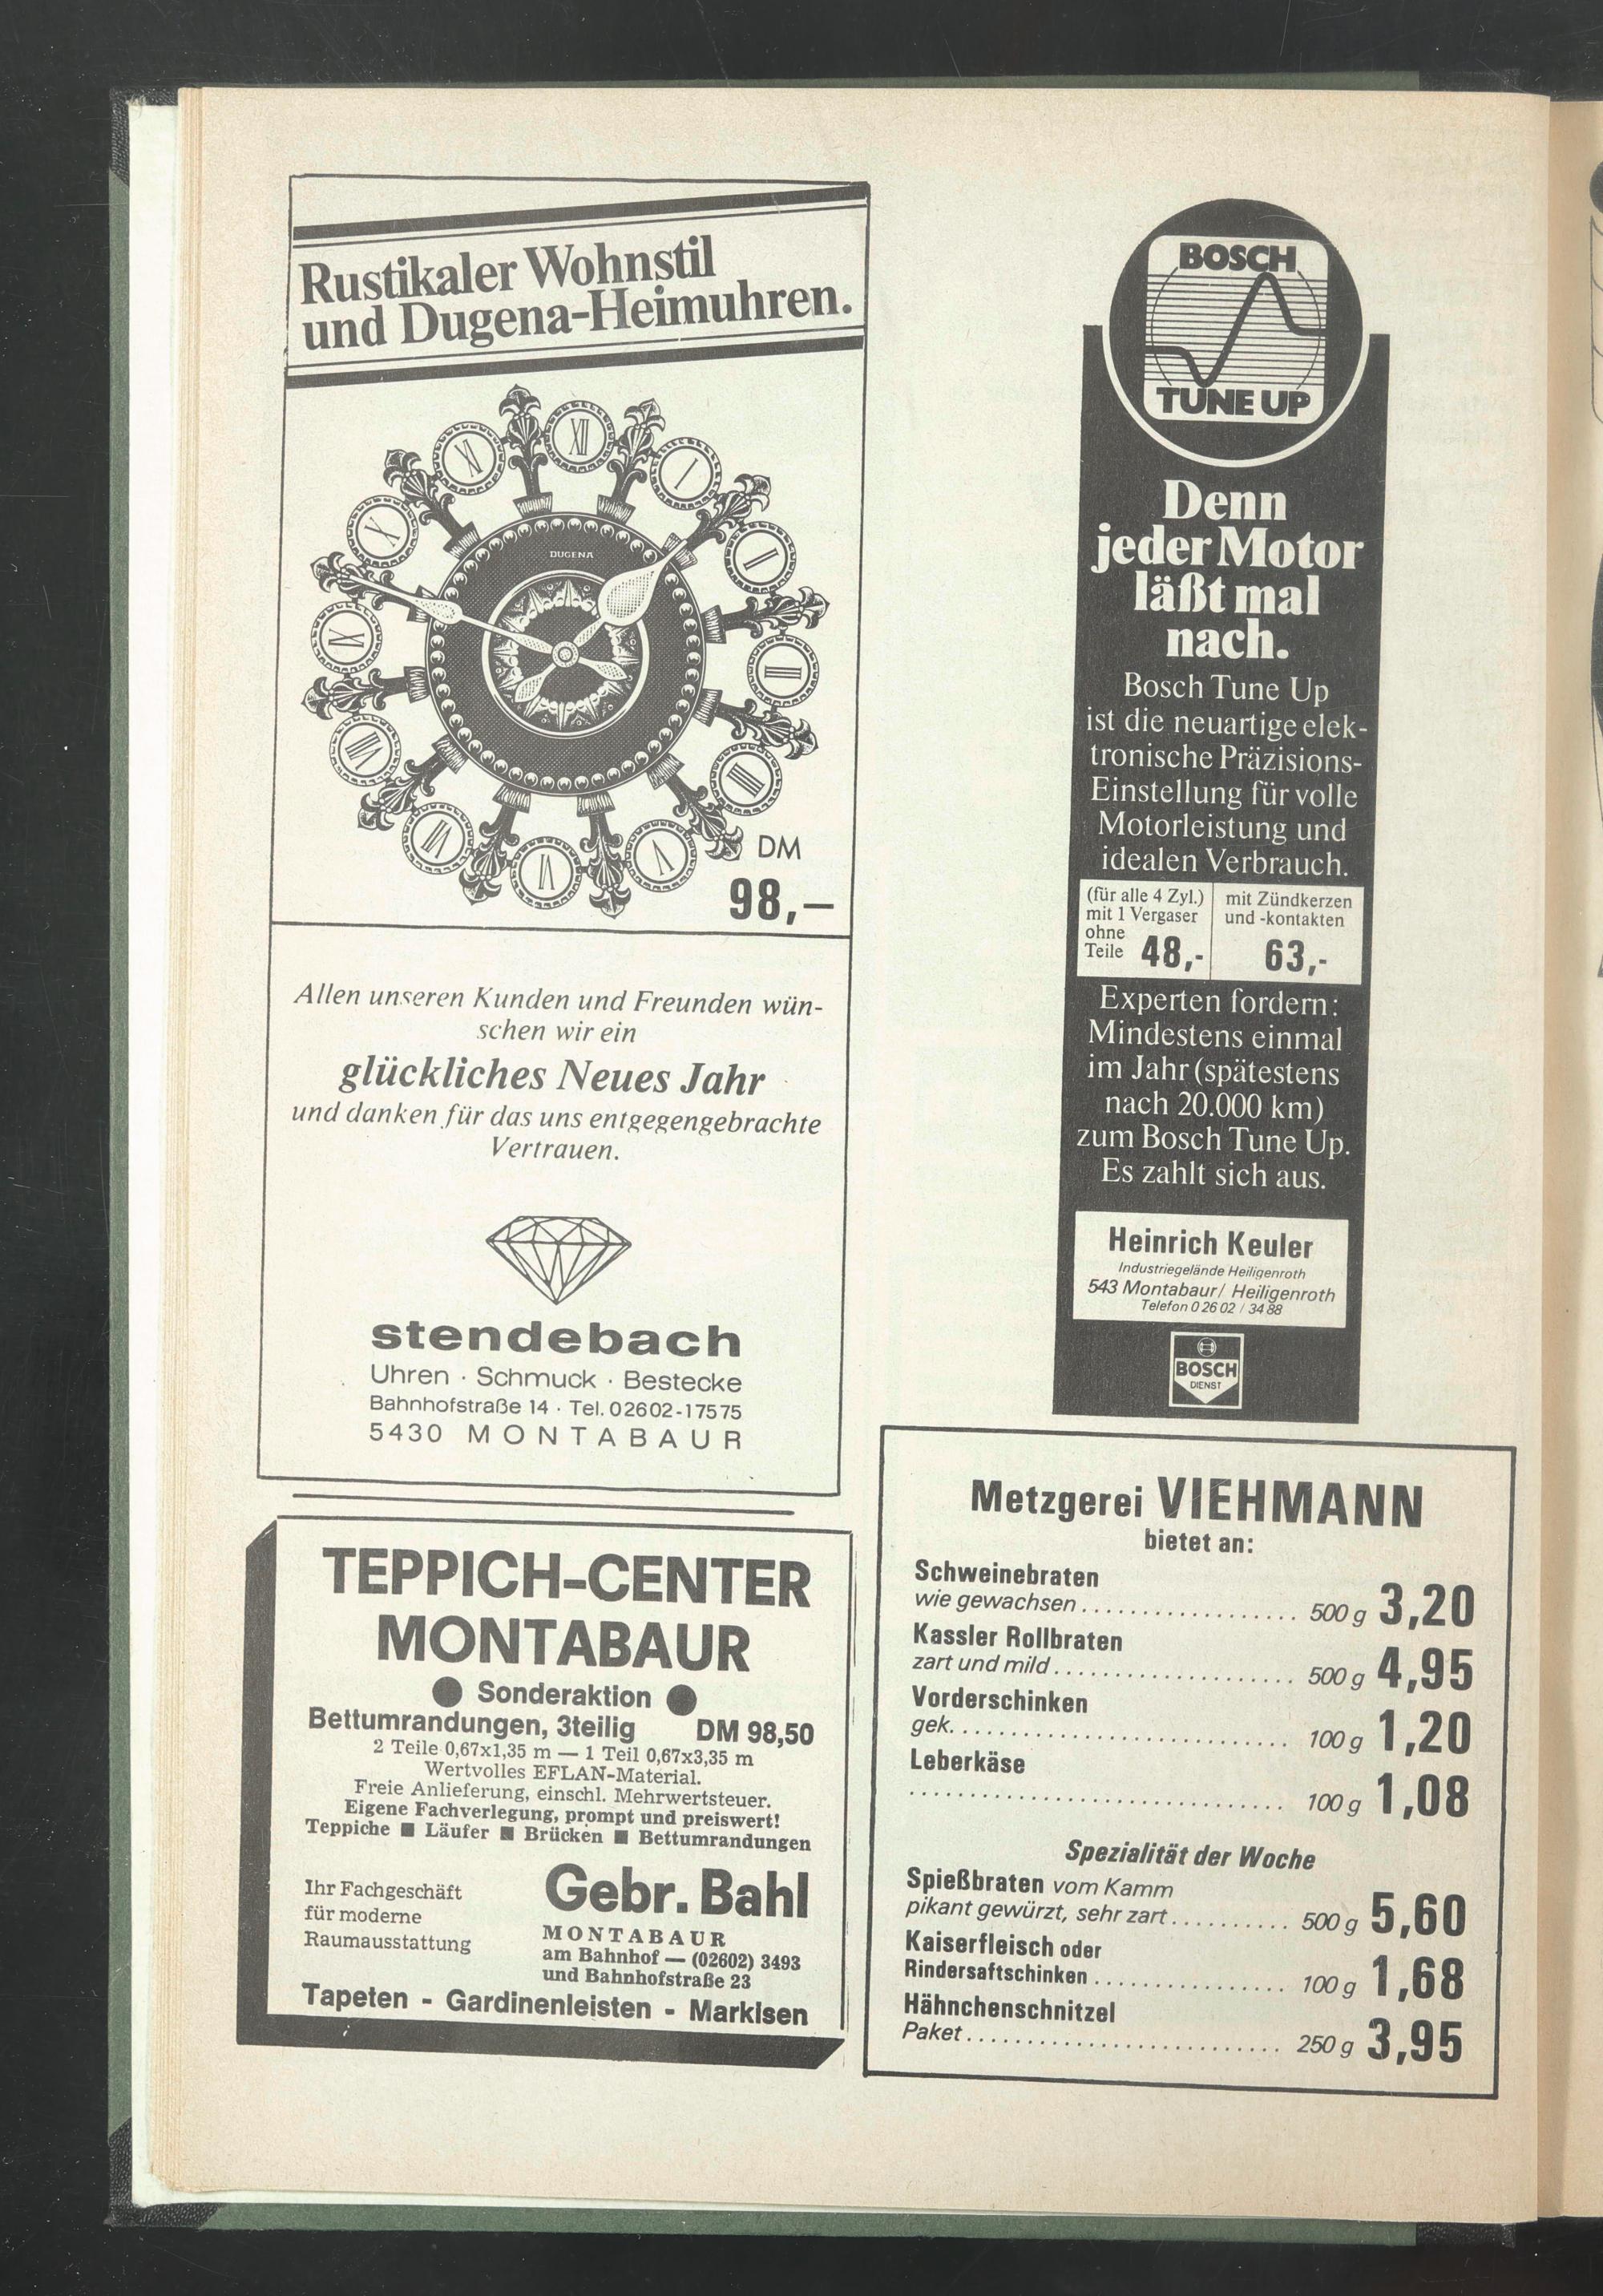 Rustikaler Wohnstil
und Dugena-Heimuhren.
XII
I
II
III
IIII
V
VI
VII
VIII
IX
X
XI
DUGENA
DM
98,—
Allen unseren Kunden und Freunden wün-
schen wir ein
glückliches Neues Jahr
und danken für das uns entgegengebrachte
Vertrauen.
stendebach
Uhren · Schmuck · Bestecke
Bahnhofstraße 14 · Tel. 02602-17575
5430 MONTABAUR
TEPPICH-CENTER
MONTABAUR
● Sonderaktion ●
Bettumrandungen, 3teilig DM 98,50
2 Teile 0,67x1,35 m — 1 Teil 0,67x3,35 m
Wertvolles EFLAN-Material.
Freie Anlieferung, einschl. Mehrwertsteuer.
Eigene Fachverlegung, prompt und preiswert!
Teppiche ■ Läufer ■ Brücken ■ Bettumrandungen
Ihr Fachgeschäft
für moderne
Raumausstattung
Gebr. Bahl
MONTABAUR
am Bahnhof — (02602) 3493
und Bahnhofstraße 23
Tapeten - Gardinenleisten - Markisen
BOSCH
TUNE UP
Denn
jeder Motor
läßt mal
nach.
Bosch Tune Up
ist die neuartige elek-
tronische Präzisions-
Einstellung für volle
Motorleistung und
idealen Verbrauch.
(für alle 4 Zyl.)
mit 1 Vergaser
ohne
Teile 48,-
mit Zündkerzen
und -kontakten
63,-
Experten fordern:
Mindestens einmal
im Jahr (spätestens
nach 20.000 km)
zum Bosch Tune Up.
Es zahlt sich aus.
Heinrich Keuler
Industriegelände Heiligenroth
543 Montabaur/ Heiligenroth
Telefon 0 26 02 / 34 88
BOSCH
DIENST
Metzgerei VIEHMANN
bietet an:
Schweinebraten
wie gewachsen .................. 500 g 3,20
Kassler Rollbraten
zart und mild .................... 500 g 4,95
Vorderschinken
gek. ............................ 100 g 1,20
Leberkäse
............................... 100 g 1,08
Spezialität der Woche
Spießbraten vom Kamm
pikant gewürzt, sehr zart .......... 500 g 5,60
Kaiserfleisch oder
Rindersaftschinken ................ 100 g 1,68
Hähnchenschnitzel
Paket .......................... 250 g 3,95